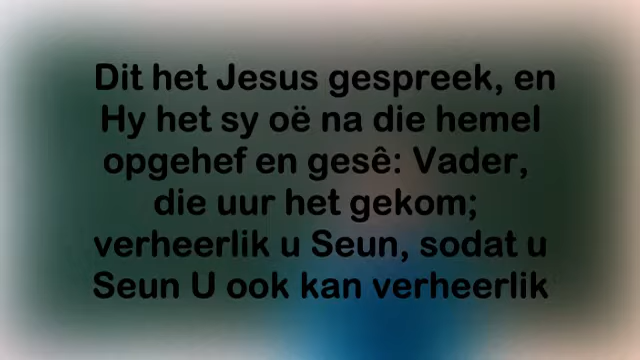 Dit het Jesus gespreek, en
Hy het sy oë na die hemel
opgehef en gesê: Vader,
die uur het gekom;
verheerlik u Seun, sodat u
Seun U ook kan verheerlik